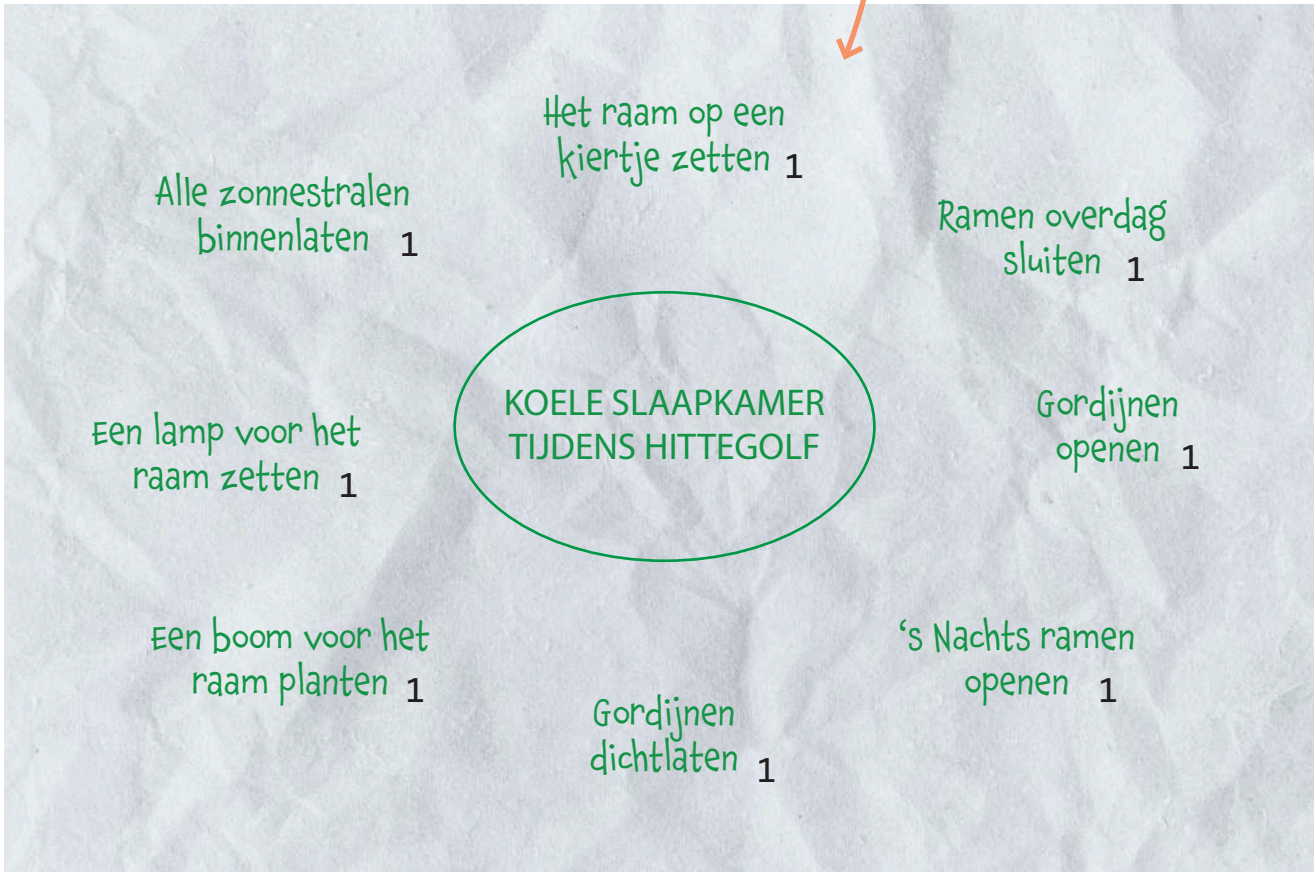 Het raam op een
kiertje zetten 1
Alle zonnestralen
binnenlaten 1
Ramen overdag
sluiten 1
KOELE SLAAPKAMER
TIJDENS HITTEGOLF
Gordijnen
openen 1
Een lamp voor het
raam zetten 1
Een boom voor het
raam planten 1
‘s Nachts ramen
openen 1
Gordijnen
dichtlaten 1